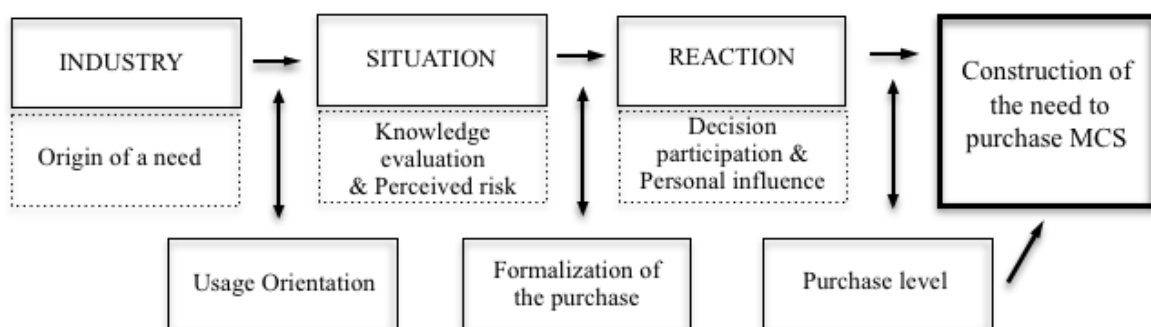 INDUSTRY
Origin of a need
SITUATION
Knowledge
evaluation
& Perceived risk
REACTION
Decision
participation &
Personal influence
Construction of
the need to
purchase MCS
Usage Orientation
Formalization of
the purchase
Purchase level